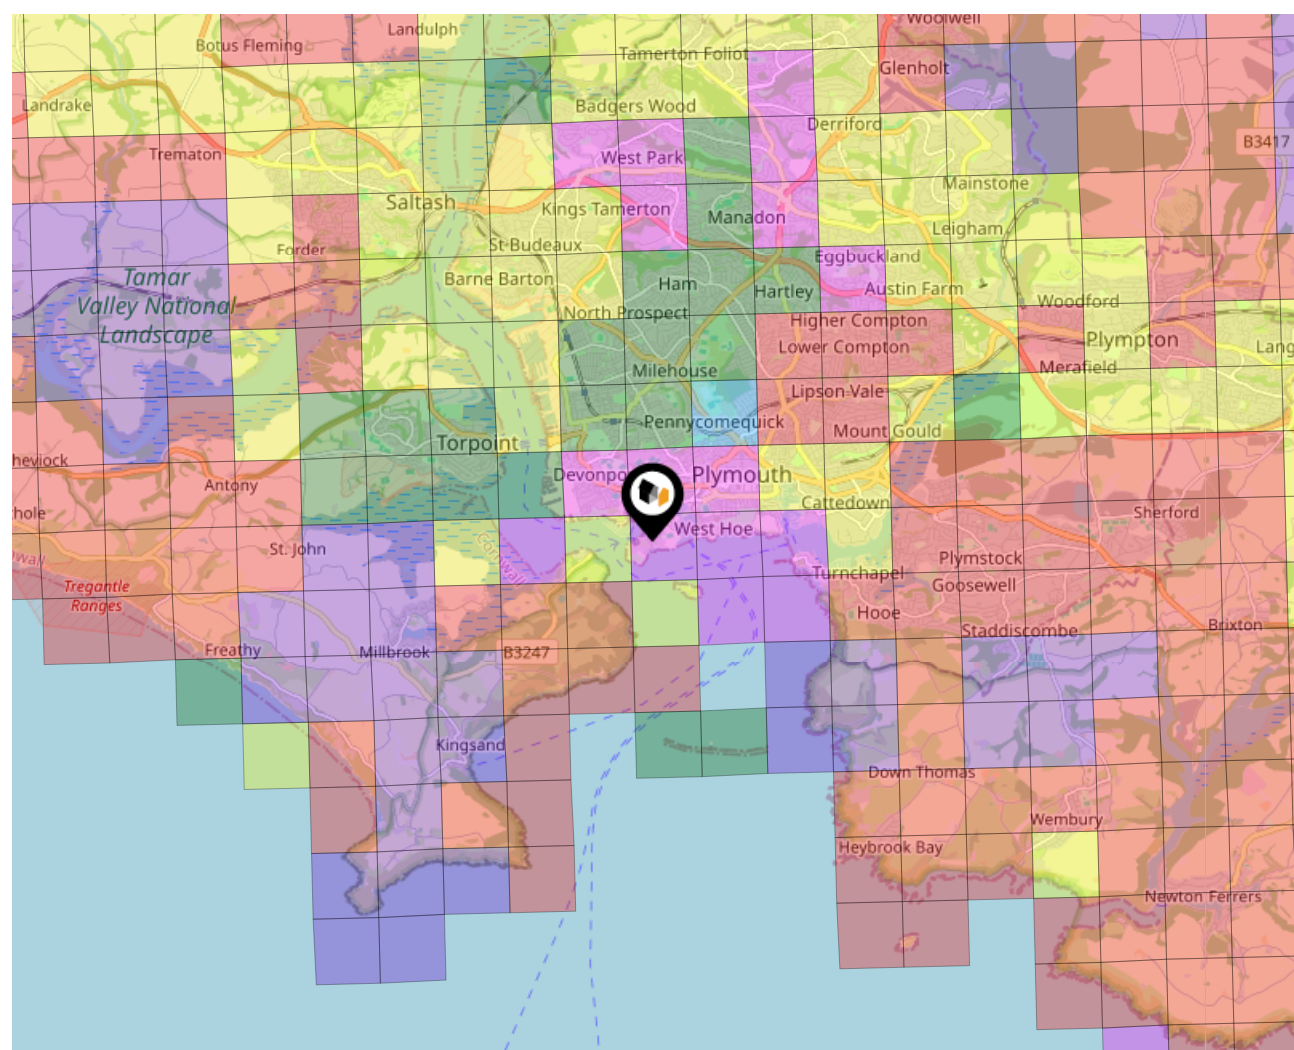 Woolwell
Landulph
Botus Fleming
Tamerton Foliot
Glenholt
Landrake
Badgers Wood
Derriford
B3417
Trematon
West Park
Mainstone
Saltash
Kings Tamerton
Manadon
Leigham
Forder
St Budeaux
Eggbuckland
Tamar
Valley National
Landscape
Barne Barton
Ham
Hartley
Austin Farm
Woodford
North Prospect
Higher Compton
Plympton
Lower Compton
Lang
Milehouse
Merafield
Lipson Vale
Pennycomequick
Mount Gould
Torpoint
heviock
Devonpo
Plymouth
Antony
Cattedown
hole
Sherford
West Hoe
St. John
Cornwall
wall
Plymstock
Turnchapel
Tregantle
Ranges
Goosewell
Hooe
Brixton
Staddiscombe
Freathy
Millbrook
B3247
Kingsand
Down Thomas
Wembury
Heybrook Bay
Newton Ferrers